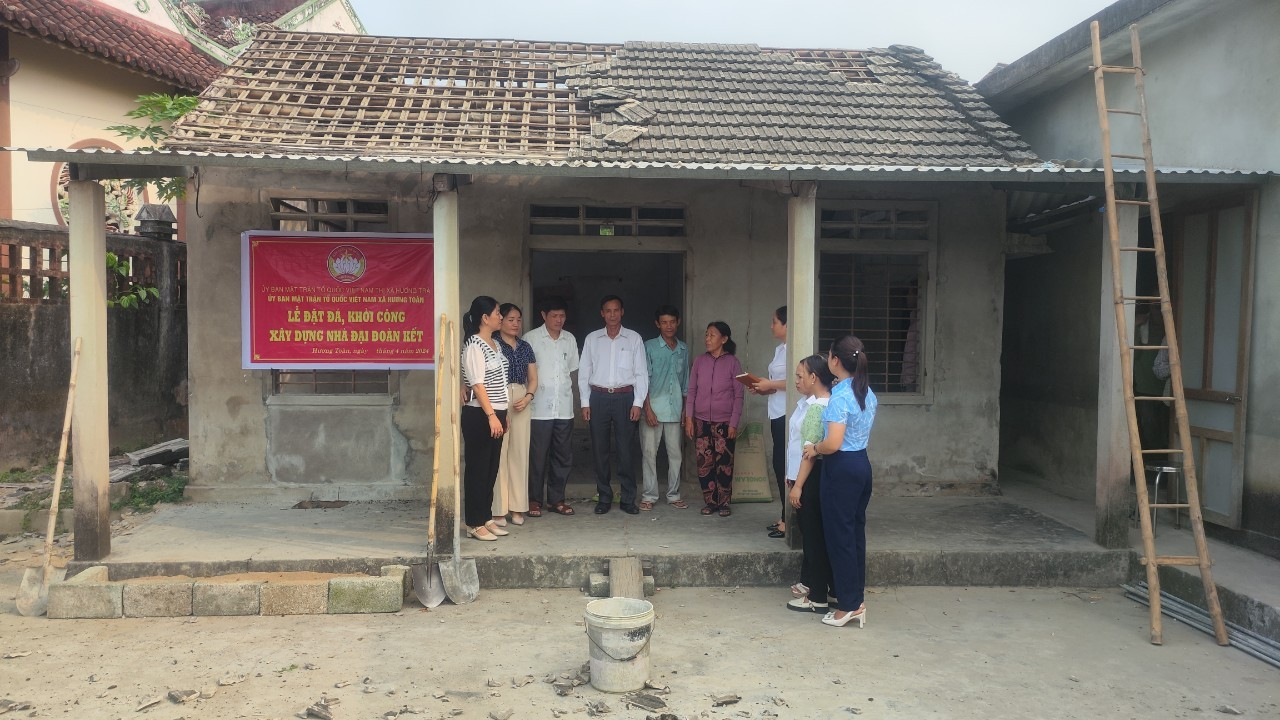 ỦY BAN MẶT TRẬN TỔ QUỐC VIỆT NAM THỊ XÃ HƯƠNG TRÀ
ỦY BAN MẶT TRẬN TỔ QUỐC VIỆT NAM XÃ HƯƠNG TOÀN
LỄ ĐẶT ĐÁ, KHỞI CÔNG
XÂY DỰNG NHÀ ĐẠI ĐOÀN KẾT
Hương Toàn, ngày tháng 4 năm 2024